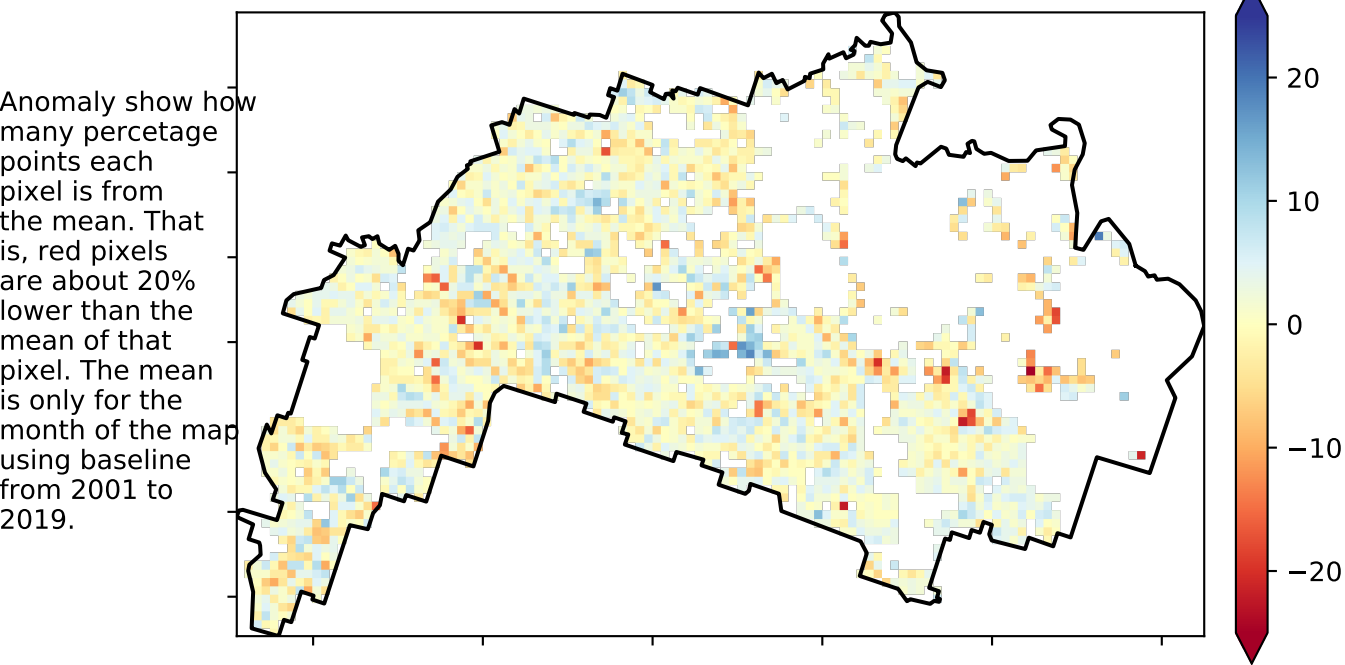 Anomaly show how
many percetage
points each
pixel is from
the mean. That
is, red pixels
are about 20%
lower than the
mean of that
pixel. The mean
is only for the
month of the map
using baseline
from 2001 to
2019.
20
10
0
−10
−20